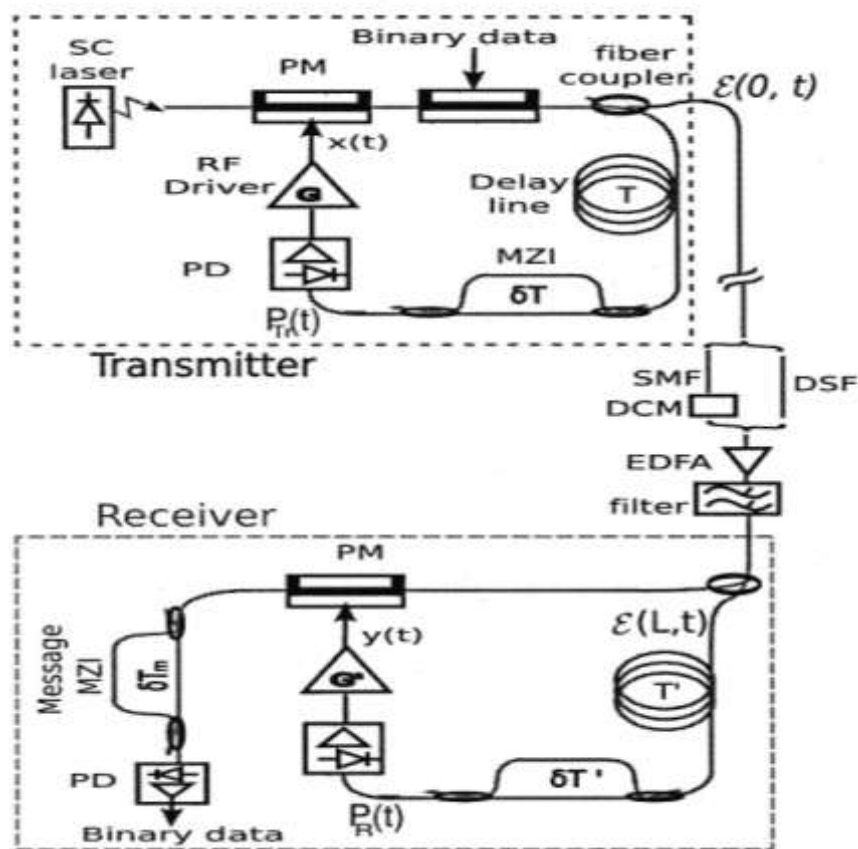 SC
laser
PM
Binary data
fiber
coupler
ℰ(0, t)
x(t)
RF
Driver
G
Delay
line
T
PD
MZI
δT
P_Tr(t)
Transmitter
SMF
DCM
DSF
EDFA
filter
Receiver
PM
ℰ(L,t)
y(t)
Message
MZI
δTm
T'
PD
δT'
P_R(t)
Binary data